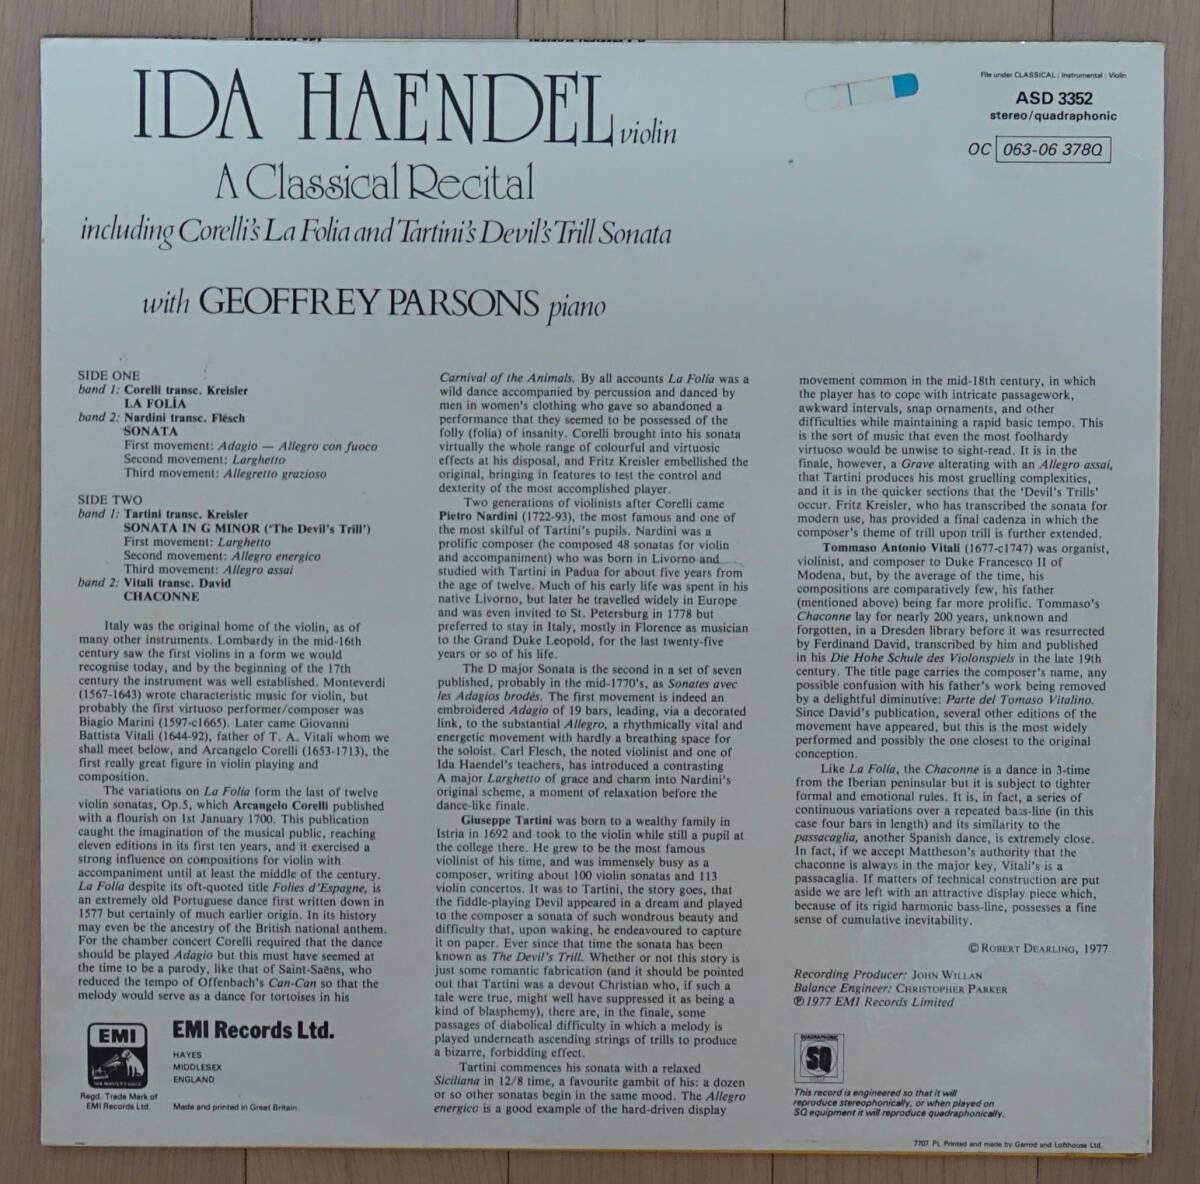 IDA HAENDEL violin
A Classical Recital
including Corelli's La Folia and Tartini's Devil's Trill Sonata
with GEOFFREY PARSONS piano
File under CLASSICAL : Instrumental : Violin
ASD 3352
stereo/quadraphonic
OC 063-06 378Q
SIDE ONE
band 1: Corelli transc. Kreisler
LA FOLÍA
band 2: Nardini transc. Flesch
SONATA
First movement: Adagio — Allegro con fuoco
Second movement: Larghetto
Third movement: Allegretto grazioso
SIDE TWO
band 1: Tartini transc. Kreisler
SONATA IN G MINOR ('The Devil's Trill')
First movement: Larghetto
Second movement: Allegro energico
Third movement: Allegro assai
band 2: Vitali transc. David
CHACONNE
Italy was the original home of the violin, as of
many other instruments. Lombardy in the mid-16th
century saw the first violins in a form we would
recognise today, and by the beginning of the 17th
century the instrument was well established. Monteverdi
(1567-1643) wrote characteristic music for violin, but
probably the first virtuoso performer/composer was
Biagio Marini (1597-c1665). Later came Giovanni
Battista Vitali (1644-92), father of T. A. Vitali whom we
shall meet below, and Arcangelo Corelli (1653-1713), the
first really great figure in violin playing and
composition.
The variations on La Folía form the last of twelve
violin sonatas, Op.5, which Arcangelo Corelli published
with a flourish on 1st January 1700. This publication
caught the imagination of the musical public, reaching
eleven editions in its first ten years, and it exercised a
strong influence on compositions for violin with
accompaniment until at least the middle of the century.
La Folía despite its oft-quoted title Folies d'Espagne, is
an extremely old Portuguese dance first written down in
1577 but certainly of much earlier origin. In its history
may even be the ancestry of the British national anthem.
For the chamber concert Corelli required that the dance
should be played Adagio but this must have seemed at
the time to be a parody, like that of Saint-Saëns, who
reduced the tempo of Offenbach's Can-Can so that the
melody would serve as a dance for tortoises in his
EMI
HIS MASTER'S VOICE
Regd. Trade Mark of
EMI Records Ltd.
EMI Records Ltd.
HAYES
MIDDLESEX
ENGLAND
Made and printed in Great Britain
Carnival of the Animals. By all accounts La Folía was a
wild dance accompanied by percussion and danced by
men in women's clothing who gave so abandoned a
performance that they seemed to be possessed of the
folly (folia) of insanity. Corelli brought into his sonata
virtually the whole range of colourful and virtuosic
effects at his disposal, and Fritz Kreisler embellished the
original, bringing in features to test the control and
dexterity of the most accomplished player.
Two generations of violinists after Corelli came
Pietro Nardini (1722-93), the most famous and one of
the most skilful of Tartini's pupils. Nardini was a
prolific composer (he composed 48 sonatas for violin
and accompaniment) who was born in Livorno and
studied with Tartini in Padua for about five years from
the age of twelve. Much of his early life was spent in his
native Livorno, but later he travelled widely in Europe
and was even invited to St. Petersburg in 1778 but
preferred to stay in Italy, mostly in Florence as musician
to the Grand Duke Leopold, for the last twenty-five
years or so of his life.
The D major Sonata is the second in a set of seven
published, probably in the mid-1770's, as Sonates avec
les Adagios brodés. The first movement is indeed an
embroidered Adagio of 19 bars, leading, via a decorated
link, to the substantial Allegro, a rhythmically vital and
energetic movement with hardly a breathing space for
the soloist. Carl Flesch, the noted violinist and one of
Ida Haendel's teachers, has introduced a contrasting
A major Larghetto of grace and charm into Nardini's
original scheme, a moment of relaxation before the
dance-like finale.
Giuseppe Tartini was born to a wealthy family in
Istria in 1692 and took to the violin while still a pupil at
the college there. He grew to be the most famous
violinist of his time, and was immensely busy as a
composer, writing about 100 violin sonatas and 113
violin concertos. It was to Tartini, the story goes, that
the fiddle-playing Devil appeared in a dream and played
to the composer a sonata of such wondrous beauty and
difficulty that, upon waking, he endeavoured to capture
it on paper. Ever since that time the sonata has been
known as The Devil's Trill. Whether or not this story is
just some romantic fabrication (and it should be pointed
out that Tartini was a devout Christian who, if such a
tale were true, might well have suppressed it as being a
kind of blasphemy), there are, in the finale, some
passages of diabolical difficulty in which a melody is
played underneath ascending strings of trills to produce
a bizarre, forbidding effect.
Tartini commences his sonata with a relaxed
Siciliana in 12/8 time, a favourite gambit of his: a dozen
or so other sonatas begin in the same mood. The Allegro
energico is a good example of the hard-driven display
movement common in the mid-18th century, in which
the player has to cope with intricate passagework,
awkward intervals, snap ornaments, and other
difficulties while maintaining a rapid basic tempo. This
is the sort of music that even the most foolhardy
virtuoso would be unwise to sight-read. It is in the
finale, however, a Grave alterating with an Allegro assai,
that Tartini produces his most gruelling complexities,
and it is in the quicker sections that the 'Devil's Trills'
occur. Fritz Kreisler, who has transcribed the sonata for
modern use, has provided a final cadenza in which the
composer's theme of trill upon trill is further extended.
Tommaso Antonio Vitali (1677-c1747) was organist,
violinist, and composer to Duke Francesco II of
Modena, but, by the average of the time, his
compositions are comparatively few, his father
(mentioned above) being far more prolific. Tommaso's
Chaconne lay for nearly 200 years, unknown and
forgotten, in a Dresden library before it was resurrected
by Ferdinand David, transcribed by him and published
in his Die Hohe Schule des Violonspiels in the late 19th
century. The title page carries the composer's name, any
possible confusion with his father's work being removed
by a delightful diminutive: Parte del Tomaso Vitalino.
Since David's publication, several other editions of the
movement have appeared, but this is the most widely
performed and possibly the one closest to the original
conception.
Like La Folía, the Chaconne is a dance in 3-time
from the Iberian peninsular but it is subject to tighter
formal and emotional rules. It is, in fact, a series of
continuous variations over a repeated bass-line (in this
case four bars in length) and its similarity to the
passacaglia, another Spanish dance, is extremely close.
In fact, if we accept Mattheson's authority that the
chaconne is always in the major key, Vitali's is a
passacaglia. If matters of technical construction are put
aside we are left with an attractive display piece which,
because of its rigid harmonic bass-line, possesses a fine
sense of cumulative inevitability.
© ROBERT DEARLING, 1977
Recording Producer: JOHN WILLAN
Balance Engineer: CHRISTOPHER PARKER
℗ 1977 EMI Records Limited
QUADRAPHONIC
SQ
This record is engineered so that it will
reproduce stereophonically, or when played on
SQ equipment it will reproduce quadraphonically.
7707 PL Printed and made by Garrod and Lofthouse Ltd.